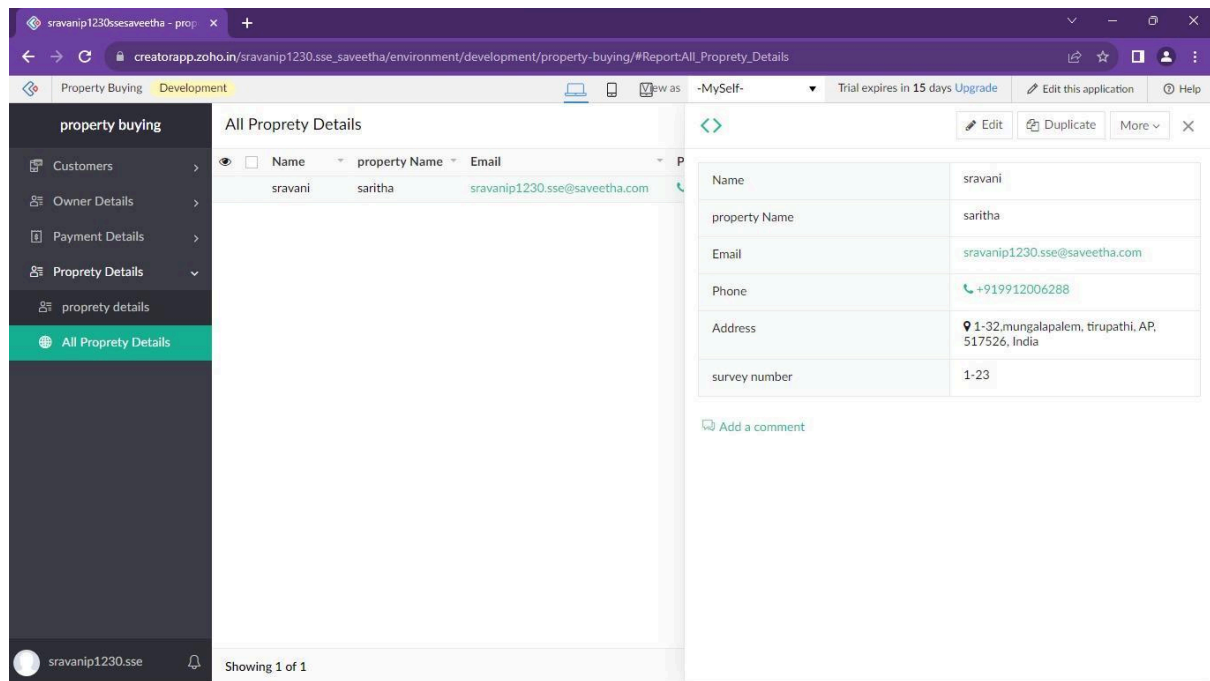 sravanip1230ssesaveetha - prop
creatorapp.zoho.in/sravanip1230.sse_saveetha/environment/development/property-buying/#Report:All_Proprety_Details
Property Buying Development View as -MySelf- Trial expires in 15 days Upgrade Edit this application Help
property buying
Customers
Owner Details
Payment Details
Proprety Details
proprety details
All Proprety Details
sravanip1230.sse
All Proprety Details
Name property Name Email P
sravani saritha sravanip1230.sse@saveetha.com
Showing 1 of 1
Edit Duplicate More
Name sravani
property Name saritha
Email sravanip1230.sse@saveetha.com
Phone +919912006288
Address 1-32,mungalapalem, tirupathi, AP,
517526, India
survey number 1-23
Add a comment